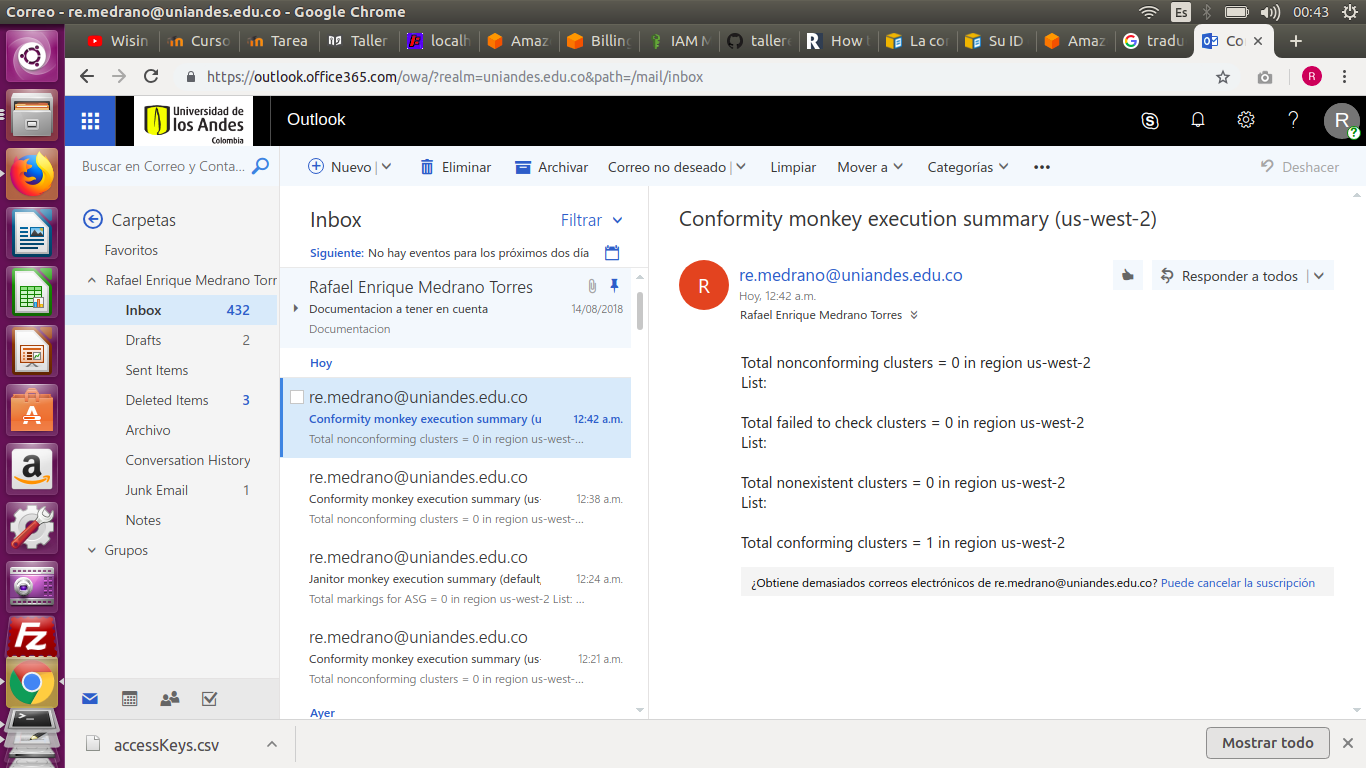 Correo - re.medrano@uniandes.edu.co - Google Chrome
Es
00:43
Wisin
Curso
Tarea
Taller
localh
Amaz
Billing
IAM M
tallere
How t
La cor
Su ID
Amaz
tradu
Co
https://outlook.office365.com/owa/?realm=uniandes.edu.co&path=/mail/inbox
R
Universidad de
los Andes
Colombia
Outlook
R
Buscar en Correo y Conta...
Nuevo
Eliminar
Archivar
Correo no deseado
Limpiar
Mover a
Categorías
Deshacer
Carpetas
Favoritos
Rafael Enrique Medrano Torr
Inbox 432
Drafts 2
Sent Items
Deleted Items 3
Archivo
Conversation History
Junk Email 1
Notes
Grupos
Inbox
Filtrar
Siguiente: No hay eventos para los próximos dos día
Rafael Enrique Medrano Torres
Documentacion a tener en cuenta 14/08/2018
Documentacion
Hoy
re.medrano@uniandes.edu.co
Conformity monkey execution summary (u 12:42 a.m.
Total nonconforming clusters = 0 in region us-west-...
re.medrano@uniandes.edu.co
Conformity monkey execution summary (us- 12:38 a.m.
Total nonconforming clusters = 0 in region us-west-...
re.medrano@uniandes.edu.co
Janitor monkey execution summary (default, 12:24 a.m.
Total markings for ASG = 0 in region us-west-2 List: ...
re.medrano@uniandes.edu.co
Conformity monkey execution summary (us- 12:21 a.m.
Total nonconforming clusters = 0 in region us-west-...
Ayer
Conformity monkey execution summary (us-west-2)
R
re.medrano@uniandes.edu.co
Hoy, 12:42 a.m.
Rafael Enrique Medrano Torres
Responder a todos
Total nonconforming clusters = 0 in region us-west-2
List:
Total failed to check clusters = 0 in region us-west-2
List:
Total nonexistent clusters = 0 in region us-west-2
List:
Total conforming clusters = 1 in region us-west-2
¿Obtiene demasiados correos electrónicos de re.medrano@uniandes.edu.co? Puede cancelar la suscripción
accessKeys.csv
Mostrar todo